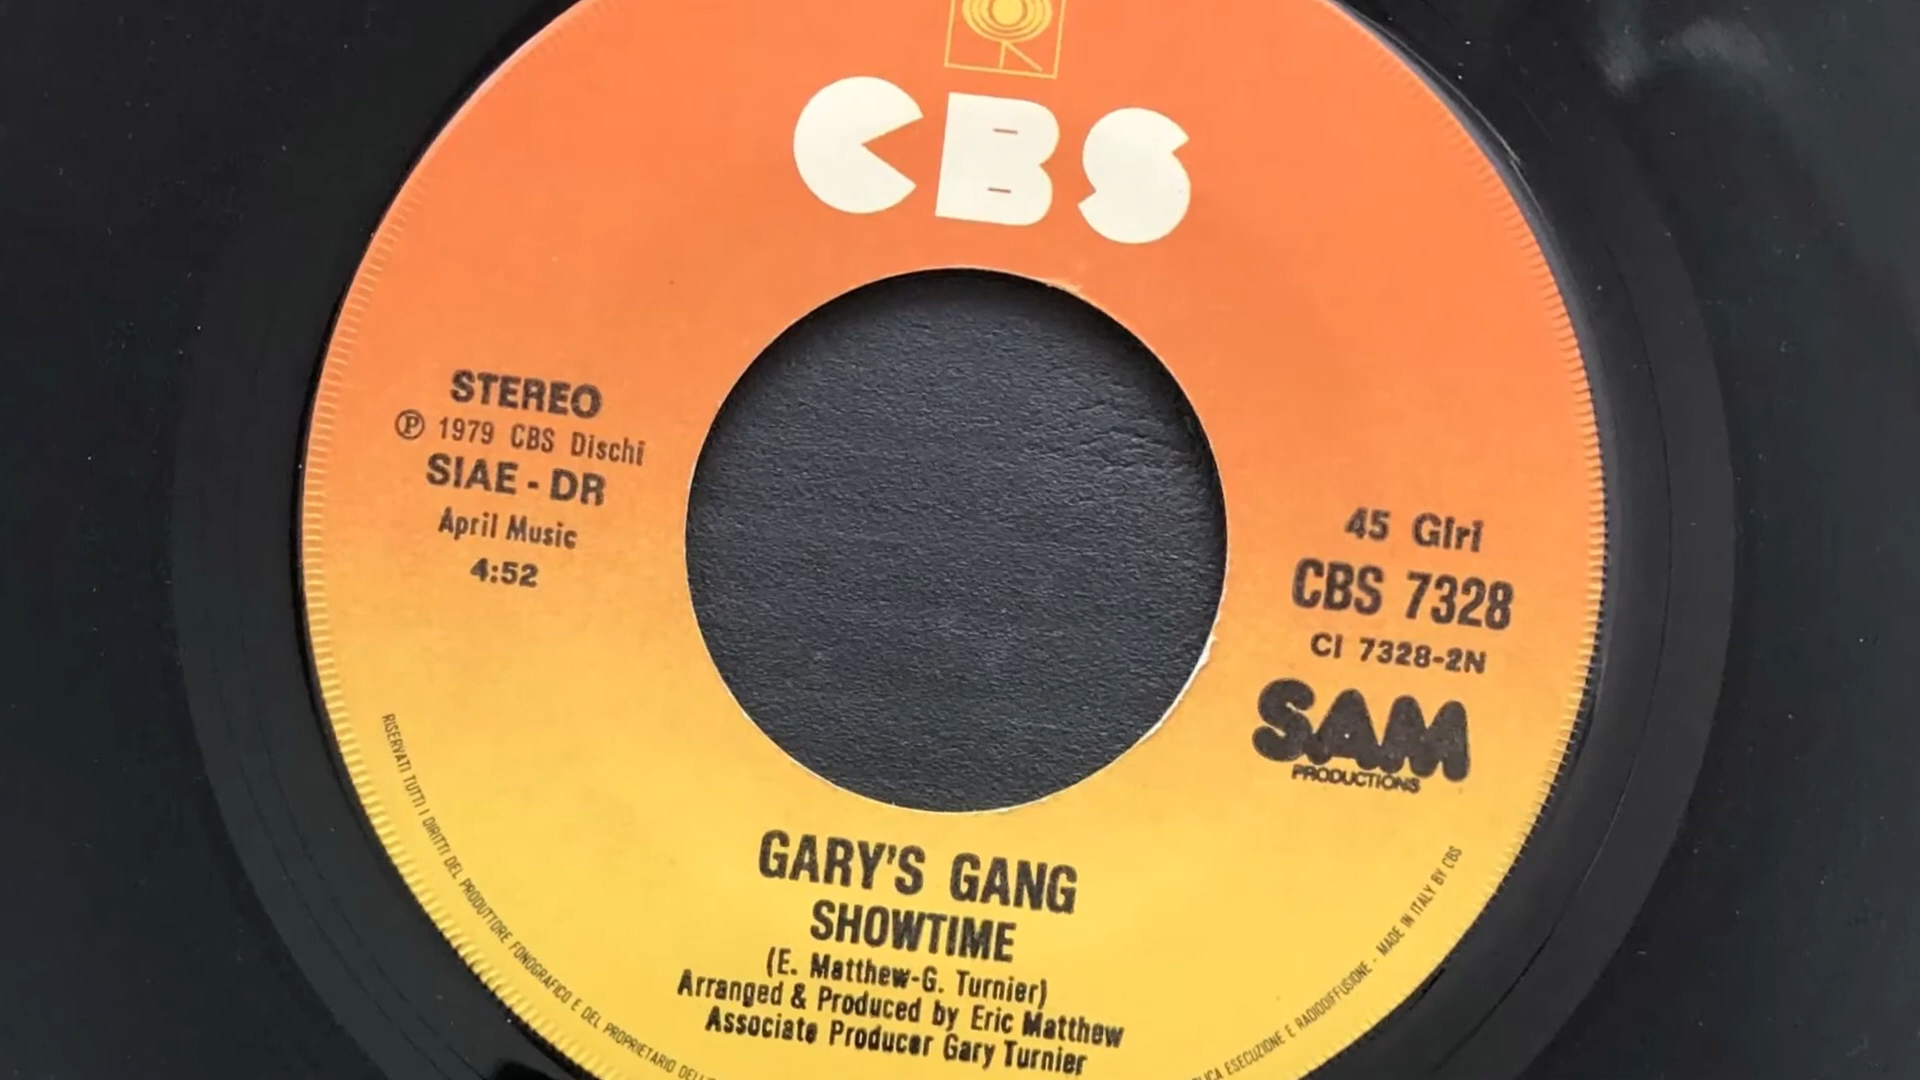 CBS
STEREO
℗ 1979 CBS Dischi
SIAE - DR
April Music
4:52
45 Giri
CBS 7328
CI 7328-2N
SAM
PRODUCTIONS
GARY'S GANG
SHOWTIME
(E. Matthew-G. Turnier)
Arranged & Produced by Eric Matthew
Associate Producer Gary Turnier
RISERVATI TUTTI I DIRITTI DEL PRODUTTORE FONOGRAFICO E DEL PROPRIETARIO
ESECUZIONE E RADIODIFFUSIONE - MADE IN ITALY BY CBS